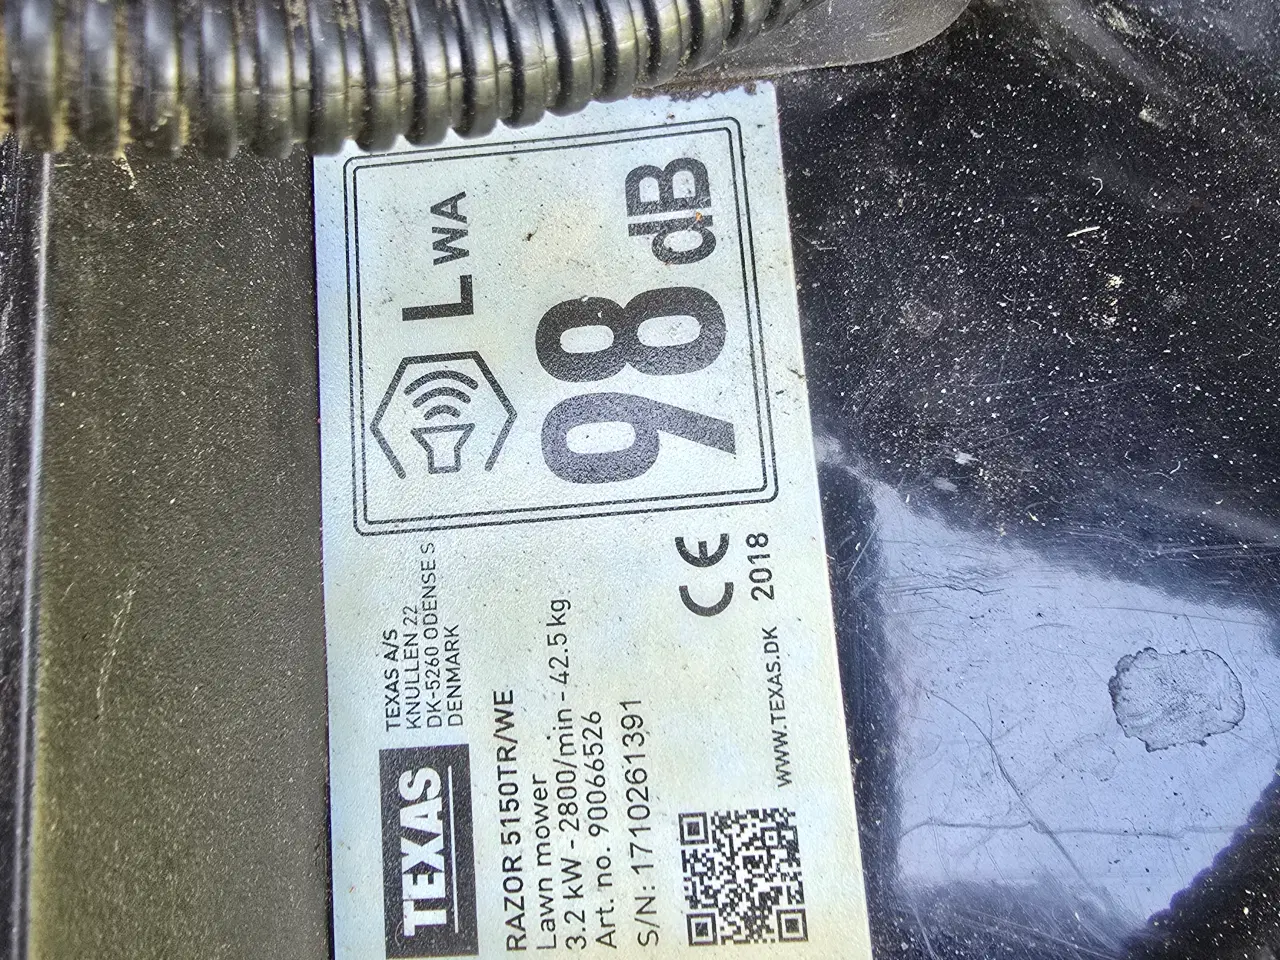 TEXAS
TEXAS A/S
KNULLEN 22
DK-5260 ODENSE S
DENMARK
RAZOR 5150TR/WE
Lawn mower
3.2 kW - 2800/min - 42.5 kg
Art. no. 90066526
S/N: 1710261391
WWW.TEXAS.DK
CE
2018
LWA
98 dB